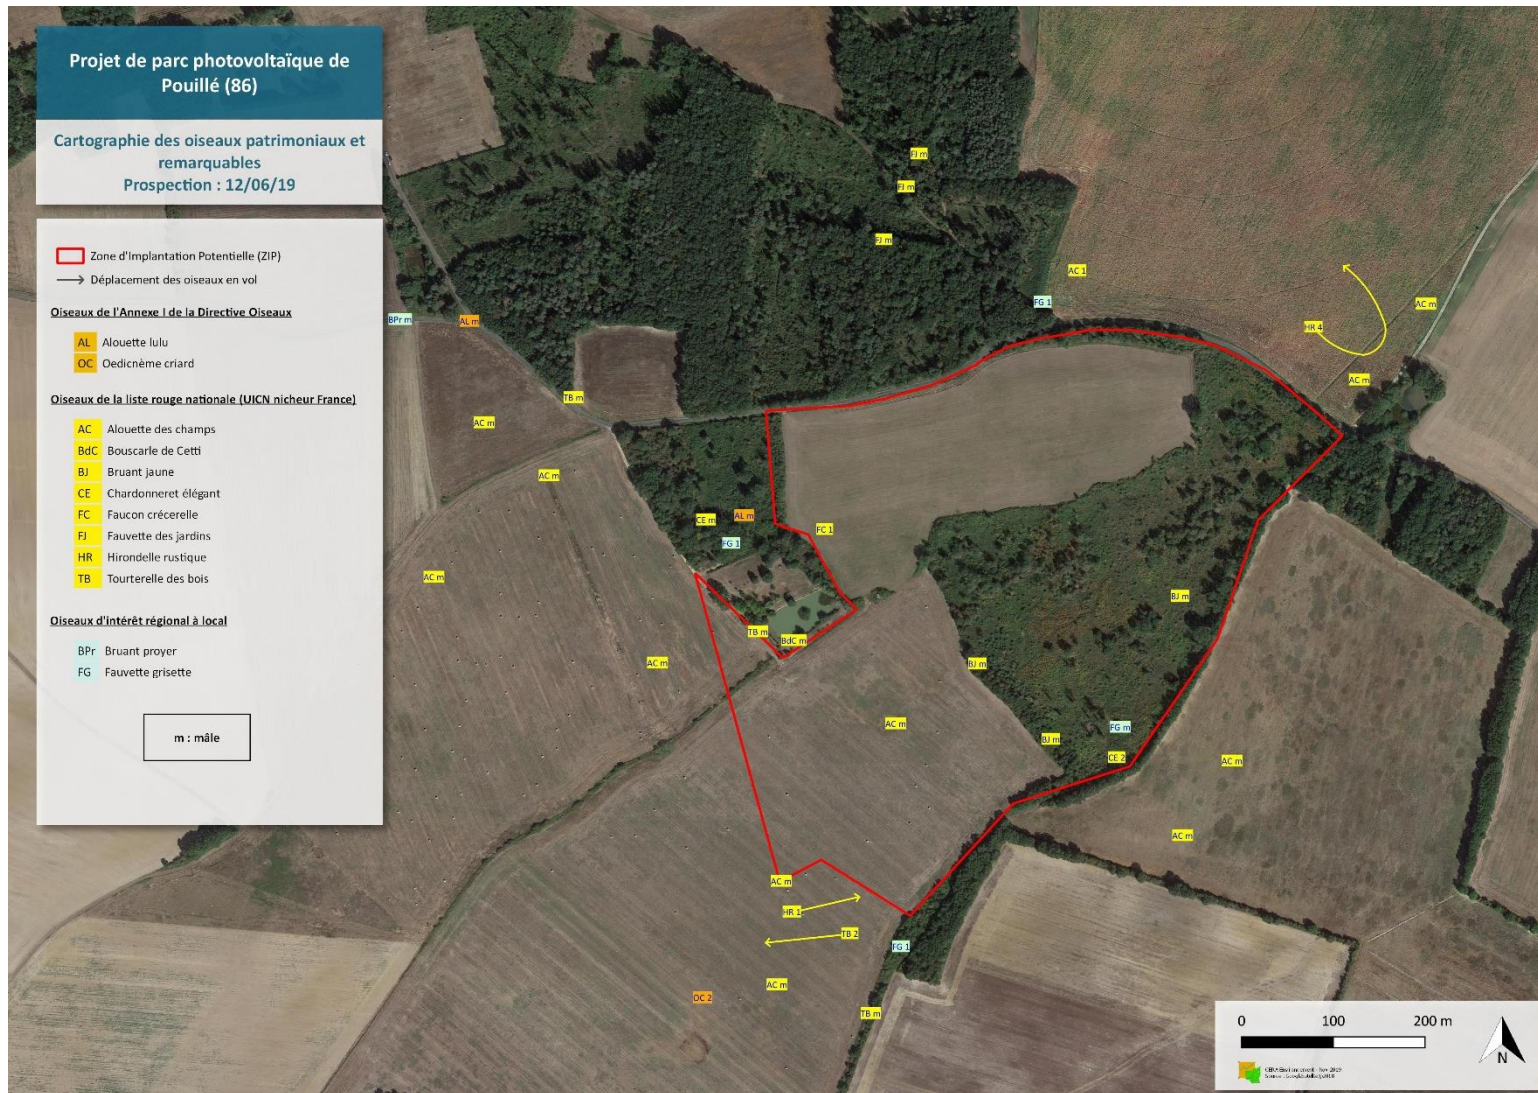 Projet de parc photovoltaïque de
Pouillé (86)
Cartographie des oiseaux patrimoniaux et
remarquables
Prospection : 12/06/19
Zone d'Implantation Potentielle (ZIP)
Déplacement des oiseaux en vol
Oiseaux de l'Annexe I de la Directive Oiseaux
AL Alouette lulu
OC Oedicnème criard
Oiseaux de la liste rouge nationale (UICN nicheur France)
AC Alouette des champs
BdC Bouscarle de Cetti
BJ Bruant jaune
CE Chardonneret élégant
FC Faucon crécerelle
FJ Fauvette des jardins
HR Hirondelle rustique
TB Tourterelle des bois
Oiseaux d'intérêt régional à local
BPr Bruant proyer
FG Fauvette grisette
m : mâle
FJ m
FJ m
FJ m
AC 1
FG 1
AC m
HR 4
AC m
BPr m
AL m
TB m
AC m
AC m
CE m
AL m
FG 1
FC 1
AC m
BJ m
TB m
BdC m
AC m
BJ m
AC m
FG m
BJ m
CE 2
AC m
AC m
AC m
HR 1
TB 2
FG 1
AC m
OC 2
TB m
0 100 200 m
N
CERA Environnement - Nov 2019